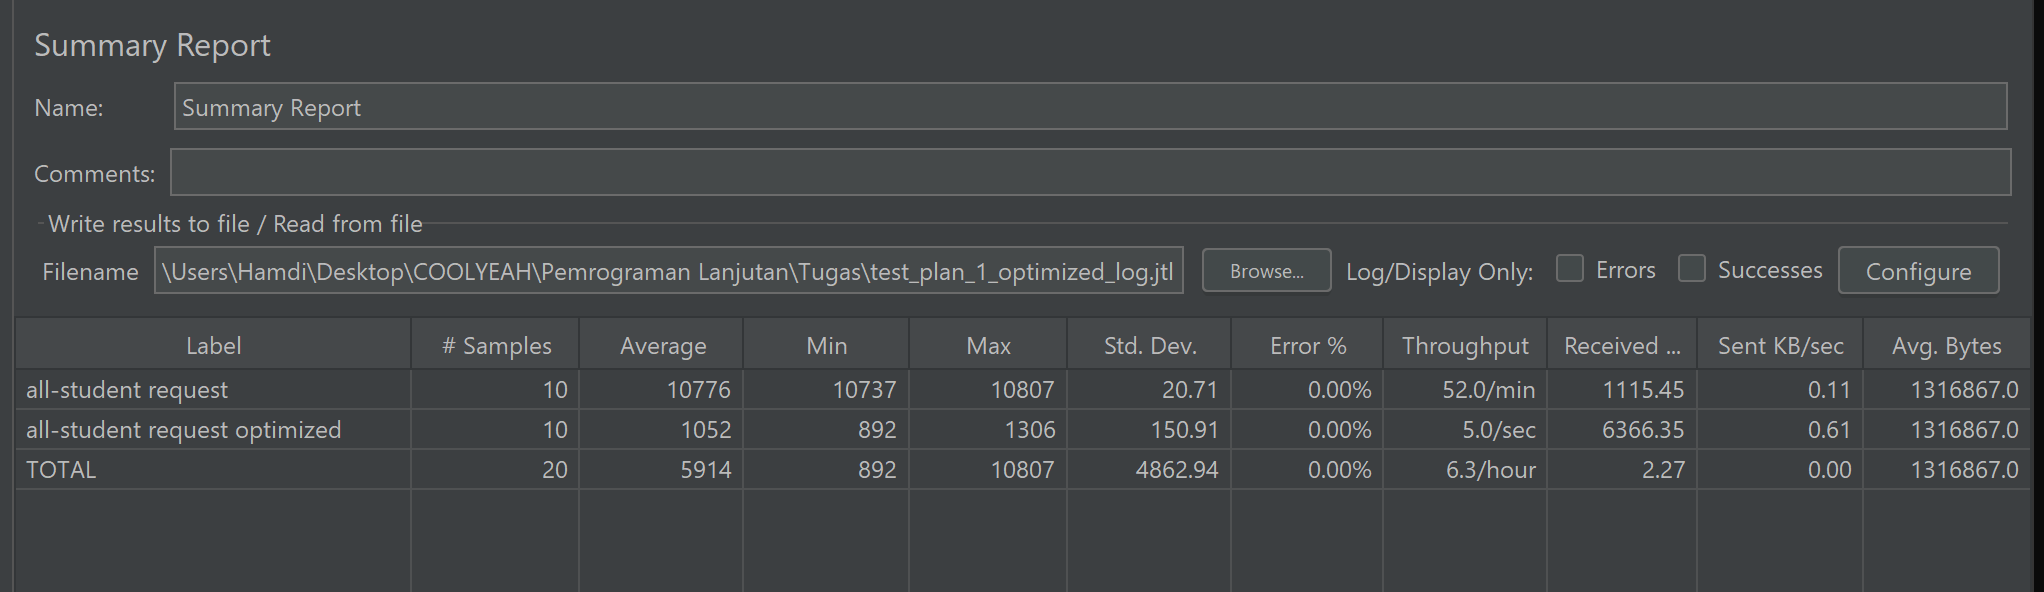 Summary Report
Name: Summary Report
Comments:
Write results to file / Read from file
Filename \Users\Hamdi\Desktop\COOLYEAH\Pemrograman Lanjutan\Tugas\test_plan_1_optimized_log.jtl Browse... Log/Display Only: Errors Successes Configure
Label # Samples Average Min Max Std. Dev. Error % Throughput Received ... Sent KB/sec Avg. Bytes
all-student request 10 10776 10737 10807 20.71 0.00% 52.0/min 1115.45 0.11 1316867.0
all-student request optimized 10 1052 892 1306 150.91 0.00% 5.0/sec 6366.35 0.61 1316867.0
TOTAL 20 5914 892 10807 4862.94 0.00% 6.3/hour 2.27 0.00 1316867.0